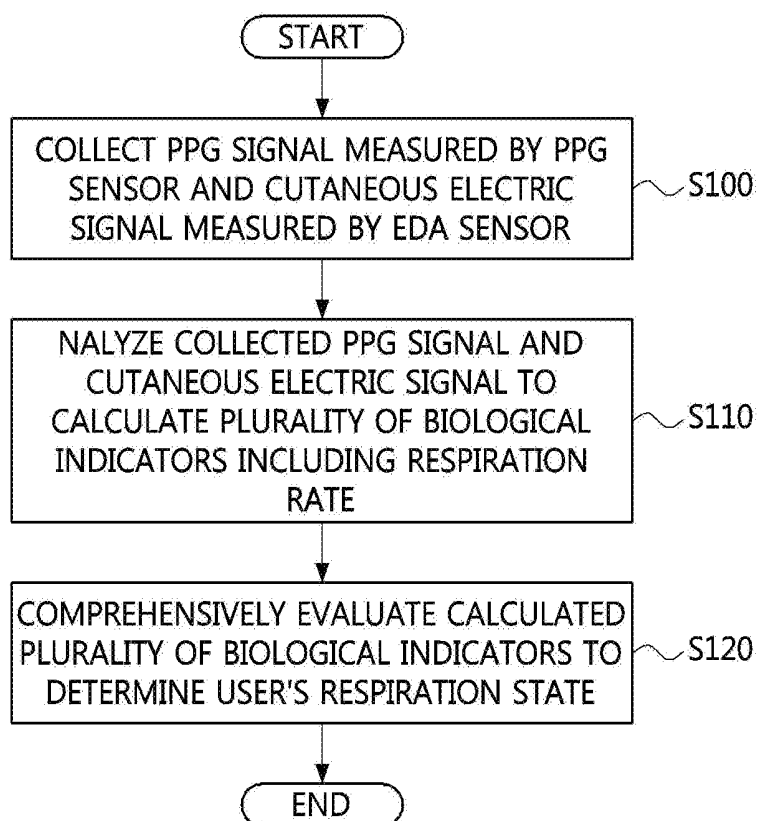 START
COLLECT PPG SIGNAL MEASURED BY PPG
SENSOR AND CUTANEOUS ELECTRIC
SIGNAL MEASURED BY EDA SENSOR
S100
NALYZE COLLECTED PPG SIGNAL AND
CUTANEOUS ELECTRIC SIGNAL TO
CALCULATE PLURALITY OF BIOLOGICAL
INDICATORS INCLUDING RESPIRATION
RATE
S110
COMPREHENSIVELY EVALUATE CALCULATED
PLURALITY OF BIOLOGICAL INDICATORS TO
DETERMINE USER'S RESPIRATION STATE
S120
END